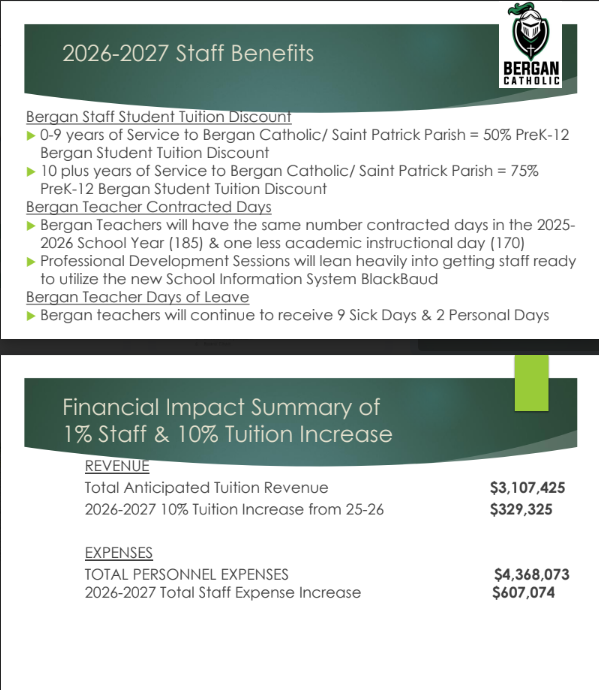 2026-2027 Staff Benefits
BERGAN
CATHOLIC
Bergan Staff Student Tuition Discount
0-9 years of Service to Bergan Catholic/ Saint Patrick Parish = 50% PreK-12
Bergan Student Tuition Discount
10 plus years of Service to Bergan Catholic/ Saint Patrick Parish = 75%
PreK-12 Bergan Student Tuition Discount
Bergan Teacher Contracted Days
Bergan Teachers will have the same number contracted days in the 2025-
2026 School Year (185) & one less academic instructional day (170)
Professional Development Sessions will lean heavily into getting staff ready
to utilize the new School Information System BlackBaud
Bergan Teacher Days of Leave
Bergan teachers will continue to receive 9 Sick Days & 2 Personal Days
Financial Impact Summary of
1% Staff & 10% Tuition Increase
REVENUE
Total Anticipated Tuition Revenue $3,107,425
2026-2027 10% Tuition Increase from 25-26 $329,325
EXPENSES
TOTAL PERSONNEL EXPENSES $4,368,073
2026-2027 Total Staff Expense Increase $607,074